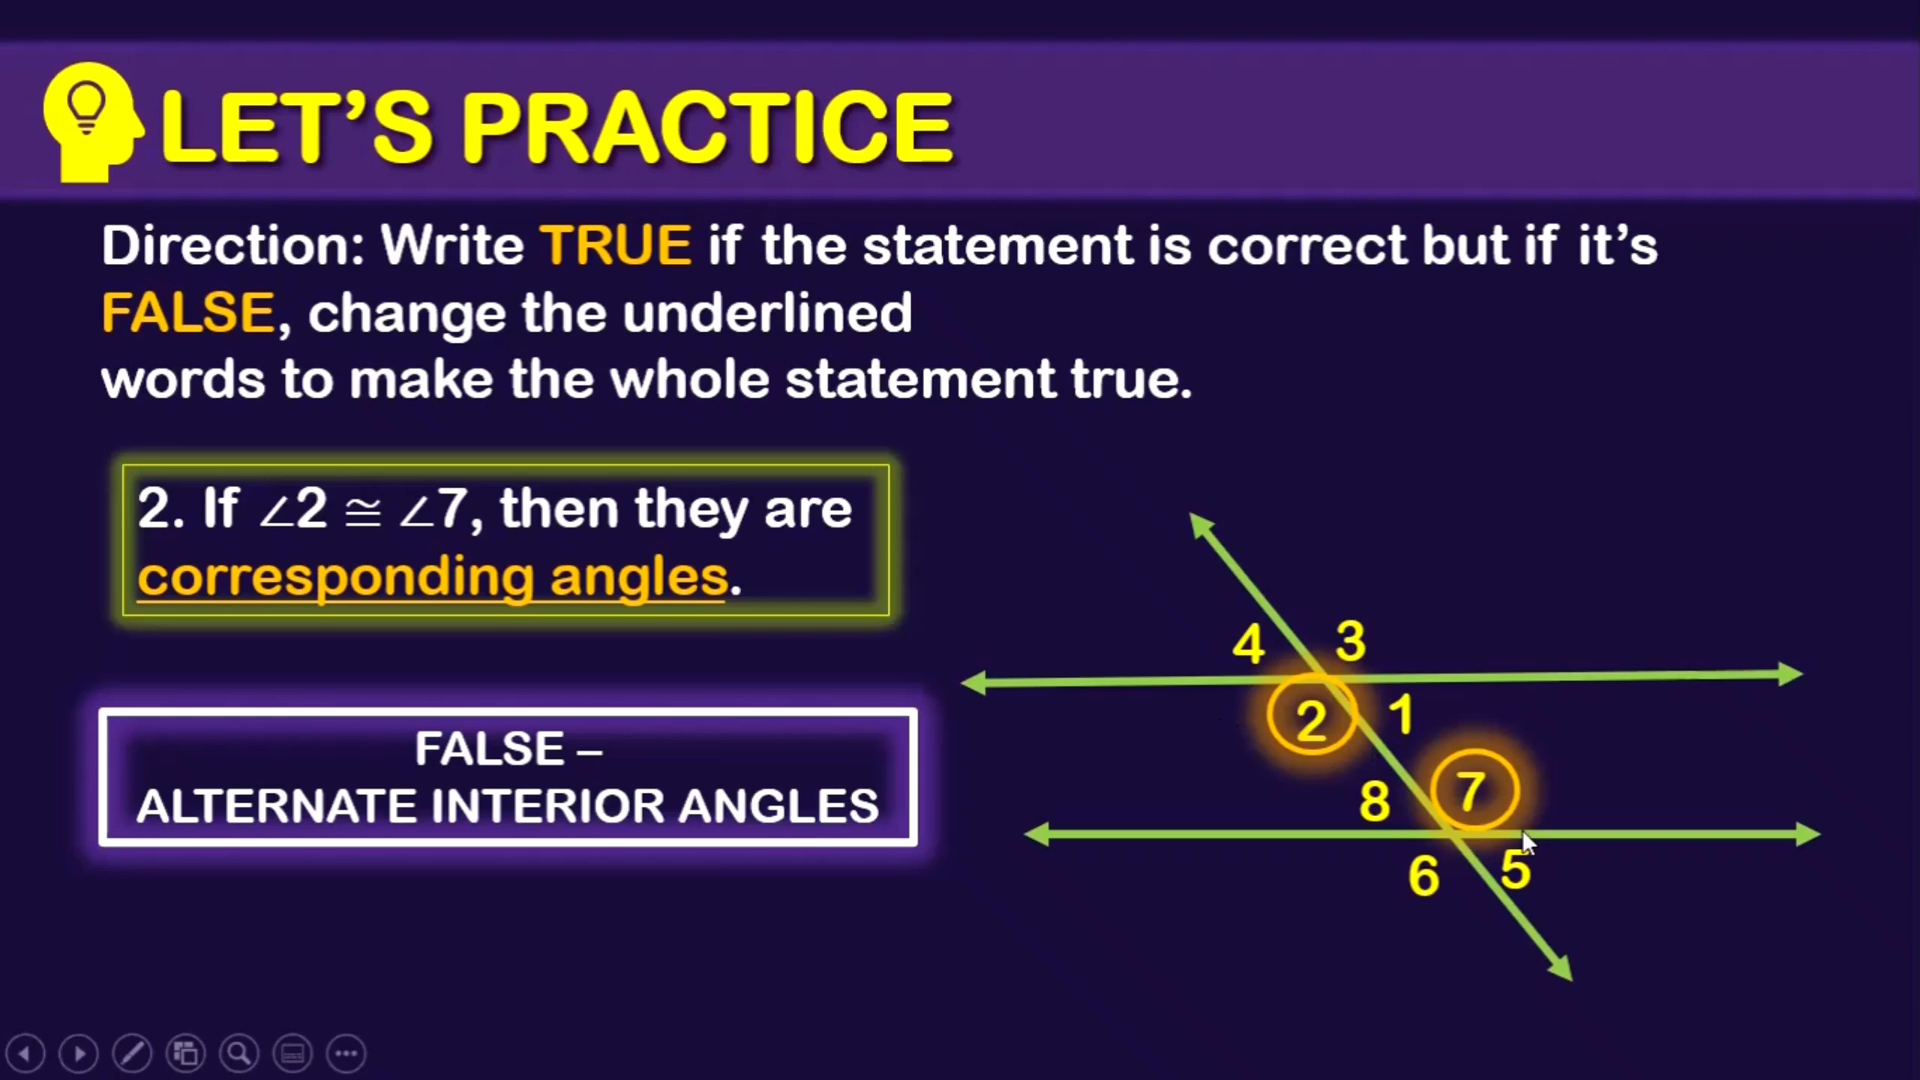 LET'S PRACTICE
Direction: Write TRUE if the statement is correct but if it's
FALSE, change the underlined
words to make the whole statement true.
2. If ∠2 ≅ ∠7, then they are
corresponding angles.
FALSE –
ALTERNATE INTERIOR ANGLES
4 3
2 1
8 7
6 5